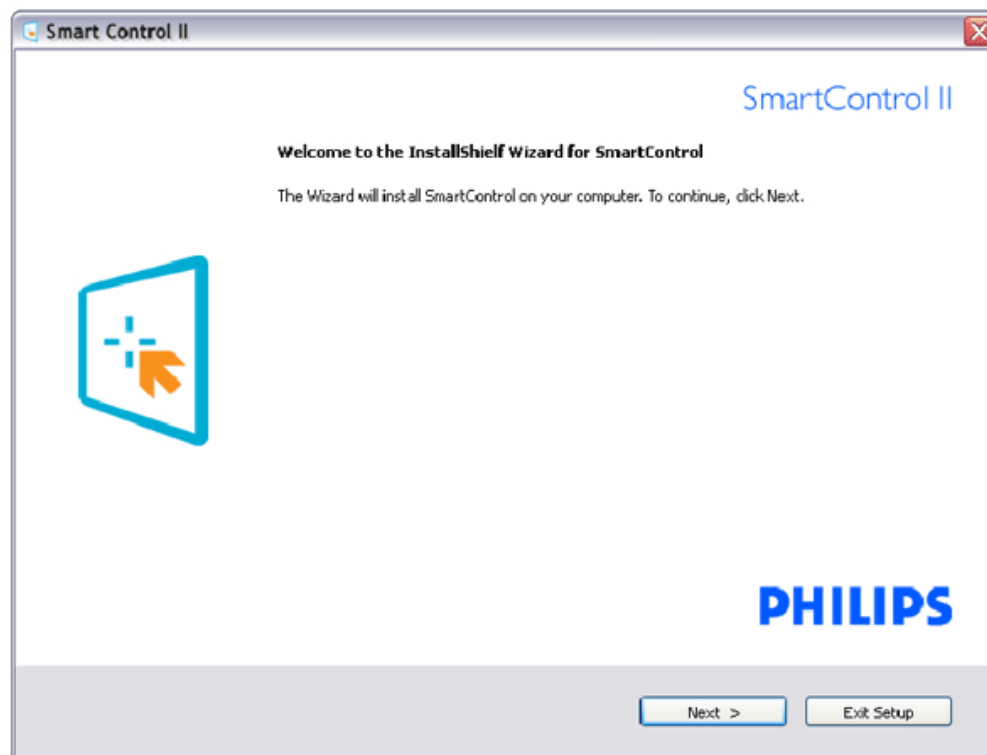 Smart Control II
SmartControl II
Welcome to the InstallShield Wizard for SmartControl
The Wizard will install SmartControl on your computer. To continue, click Next.
PHILIPS
Next >
Exit Setup